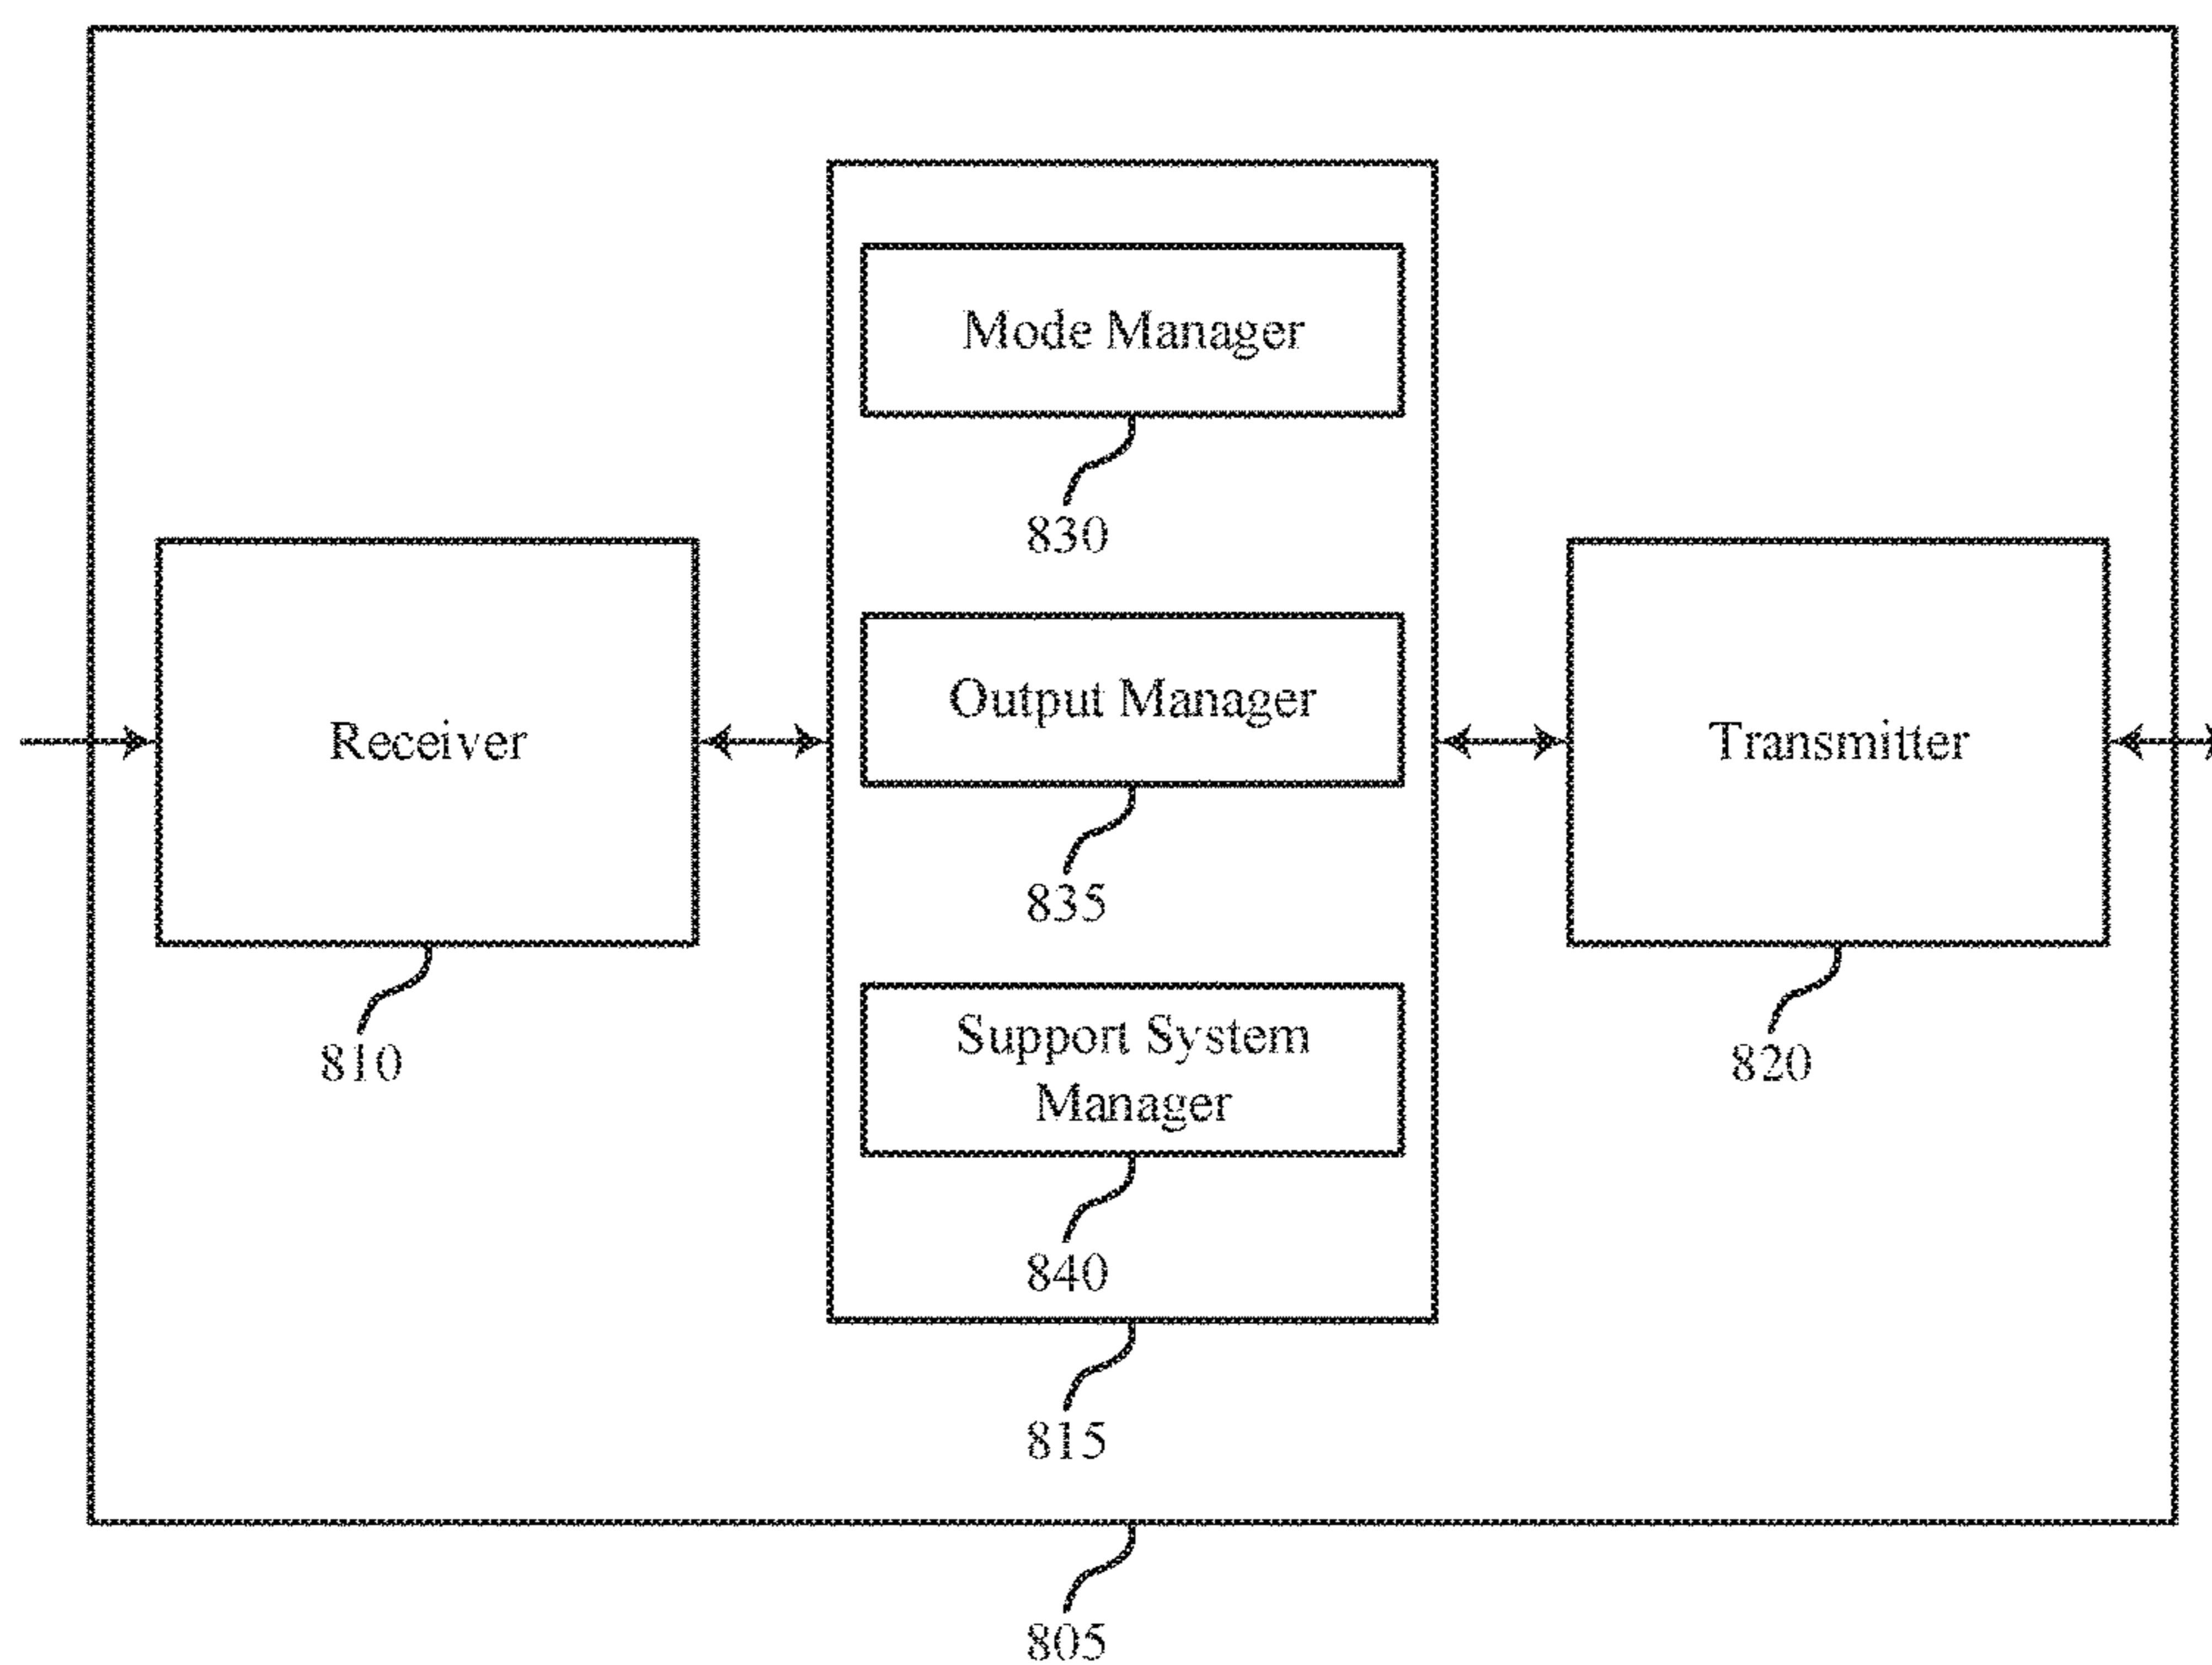 Mode Manager
830
Receiver
810
Output Manager
835
Transmitter
820
Support System
Manager
840
815
805